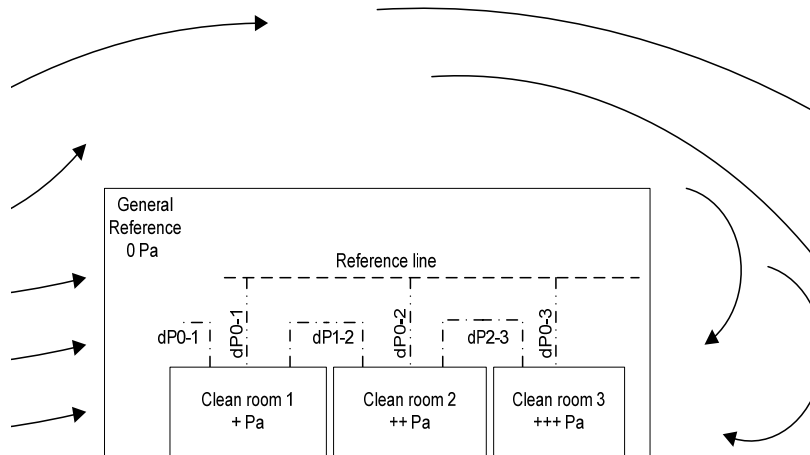 General
Reference
0 Pa
Reference line
dP0-1
dP0-1
dP1-2
dP0-2
dP2-3
dP0-3
Clean room 1
+ Pa
Clean room 2
++ Pa
Clean room 3
+++ Pa